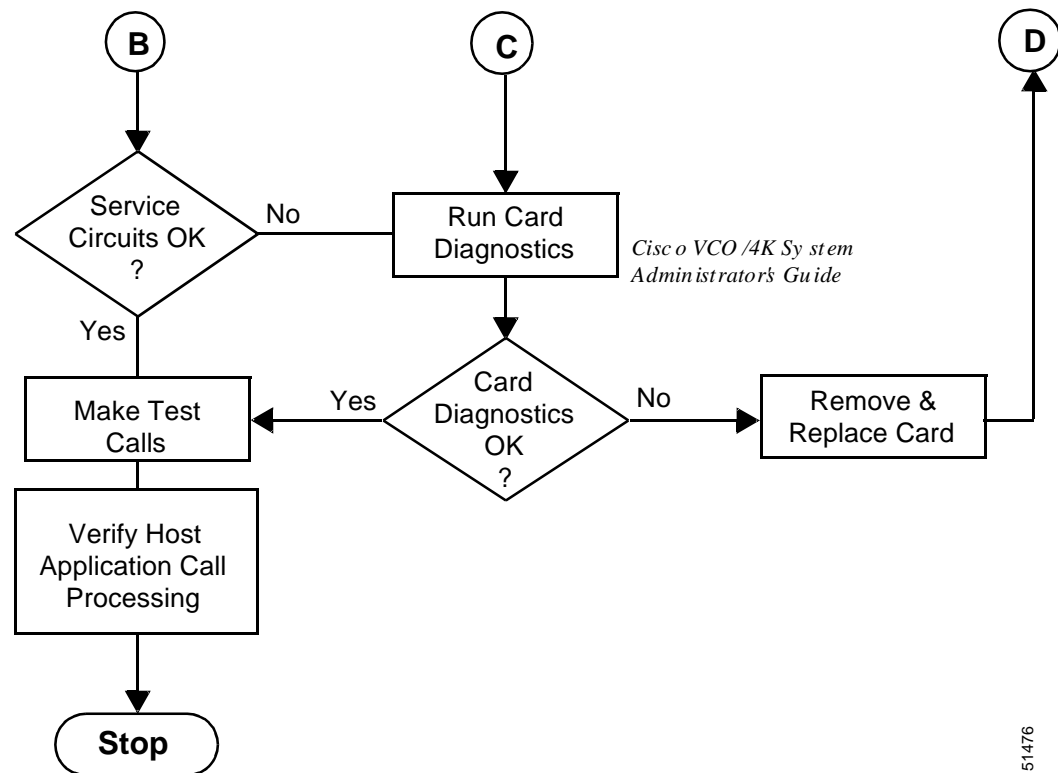 B
C
D
Service
Circuits OK
?
No
Run Card
Diagnostics
Cisco VCO/4K System
Administrator's Guide
Yes
Make Test
Calls
Yes
Card
Diagnostics
OK
?
No
Remove &
Replace Card
Verify Host
Application Call
Processing
Stop
51476